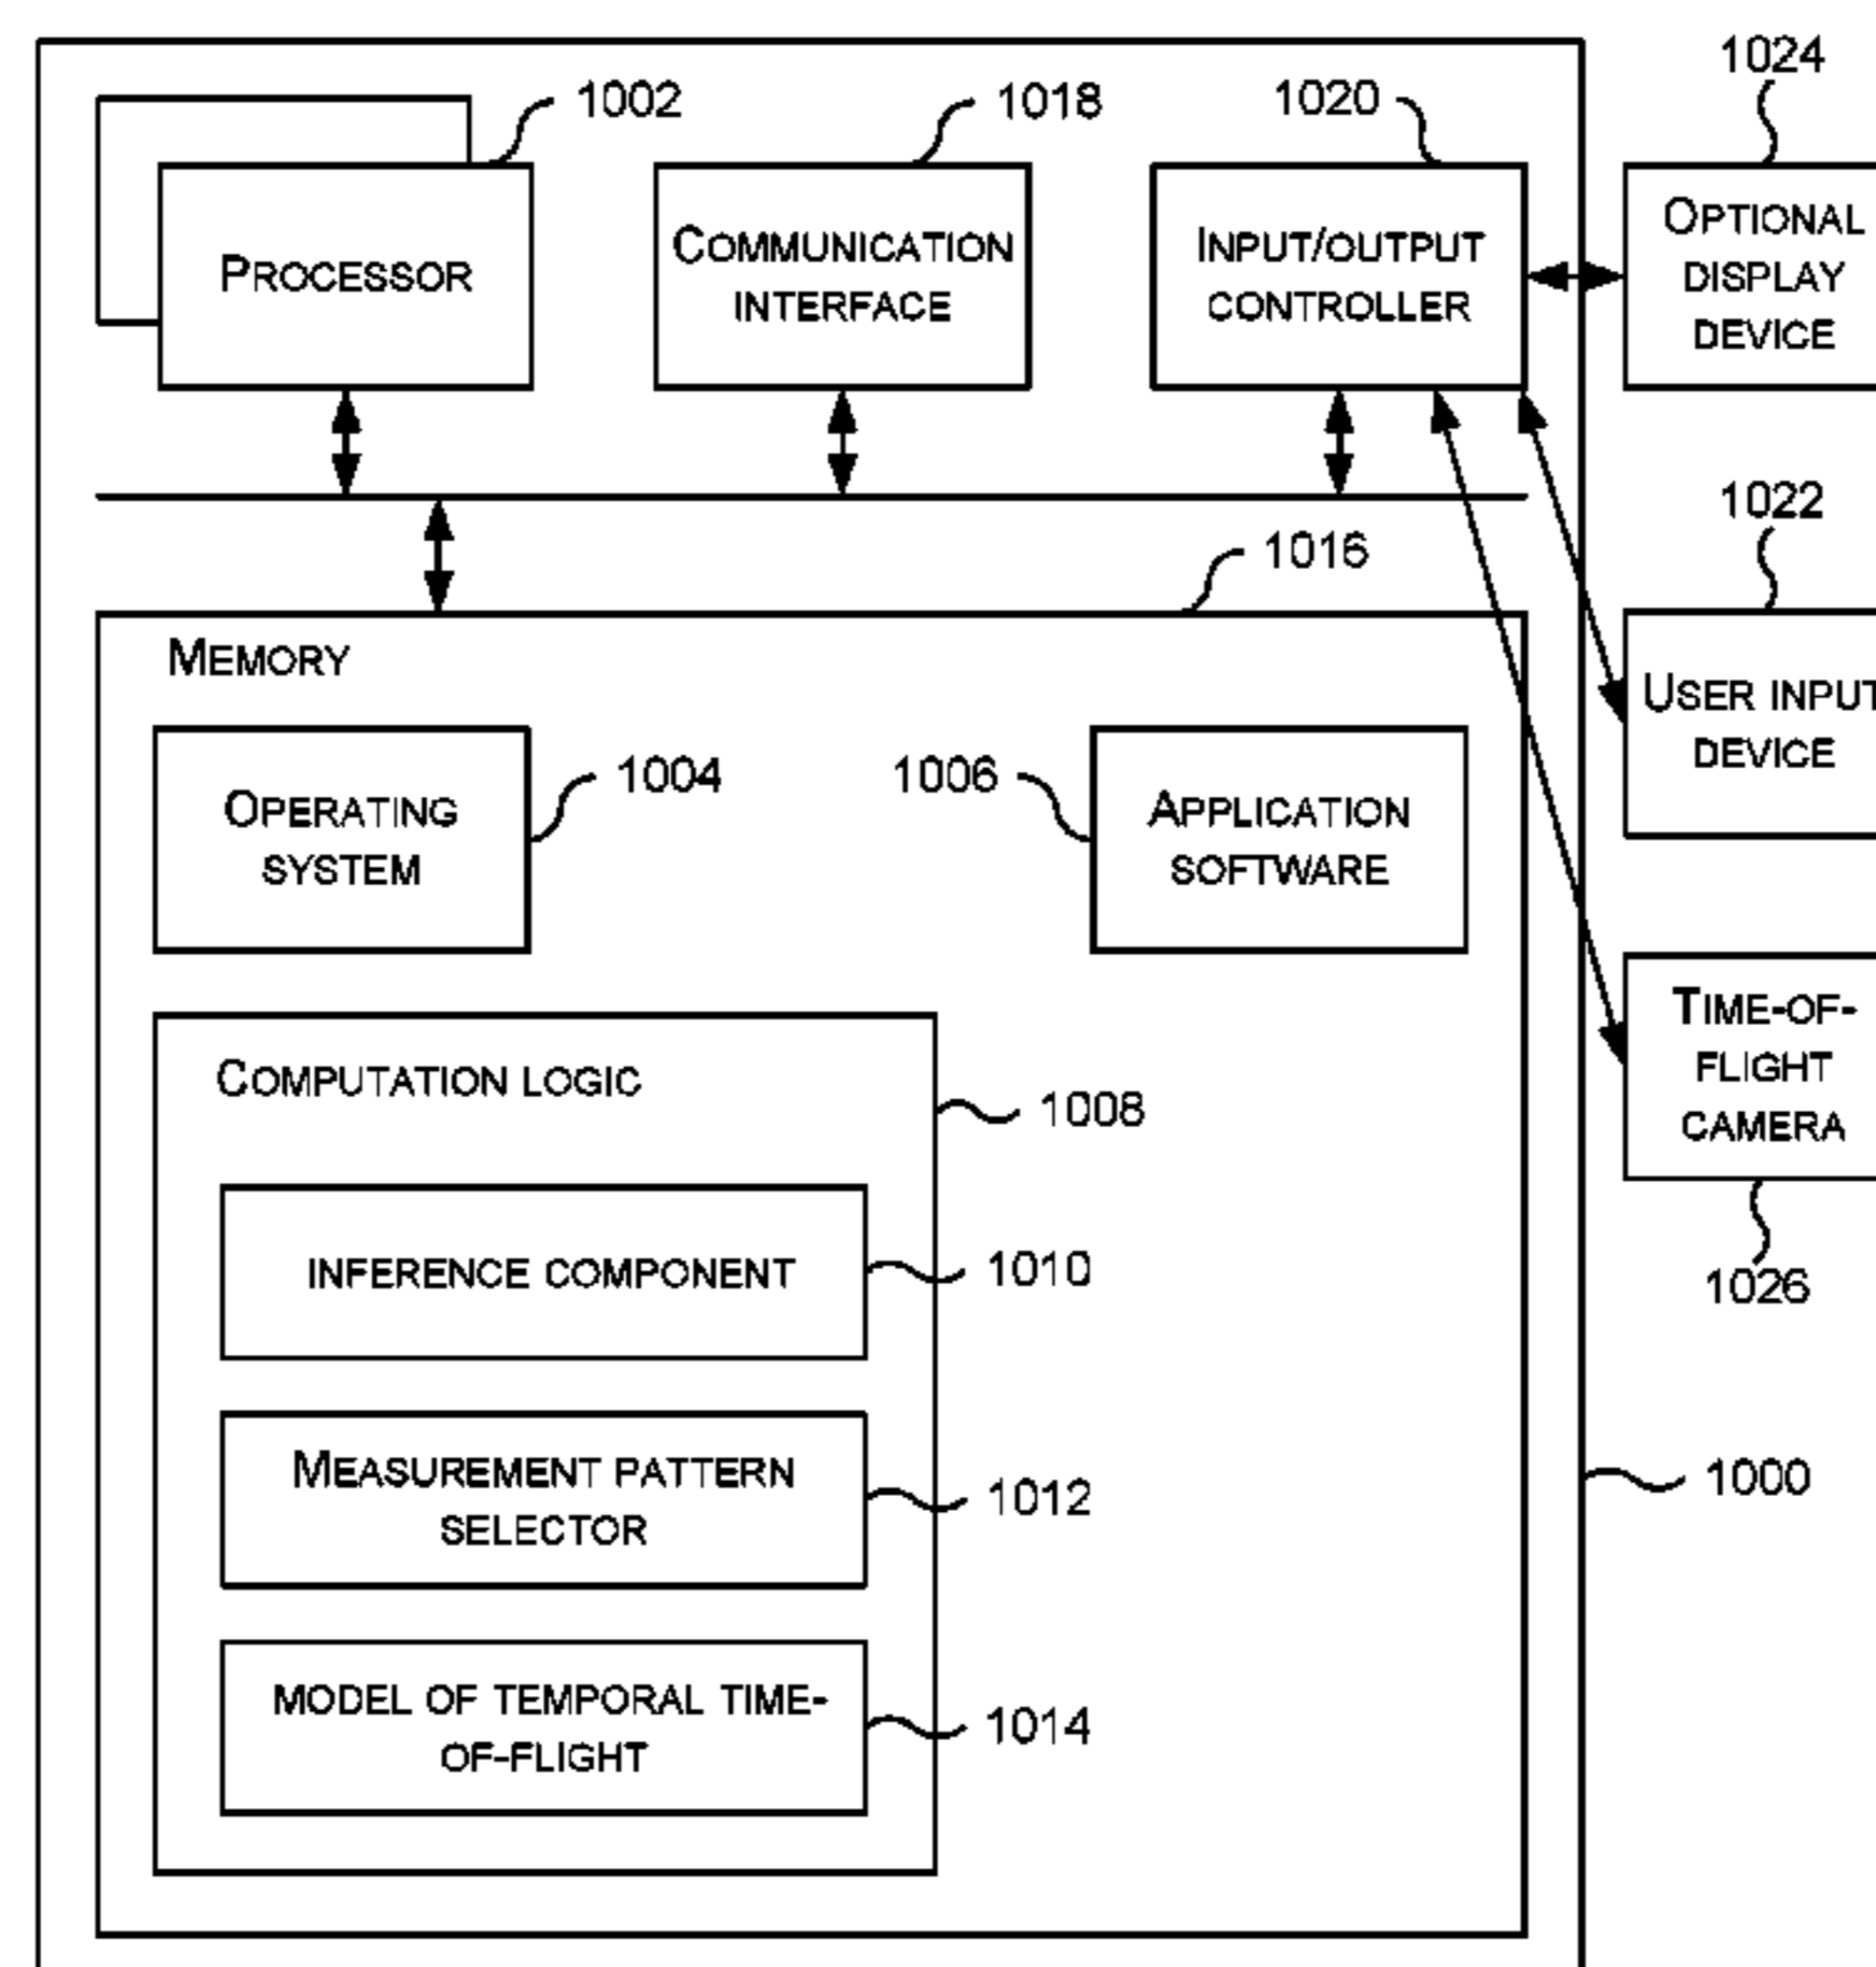 1002
1018
1020
1024
PROCESSOR
COMMUNICATION
INTERFACE
INPUT/OUTPUT
CONTROLLER
OPTIONAL
DISPLAY
DEVICE
1022
1016
MEMORY
USER INPUT
DEVICE
1004
1006
OPERATING
SYSTEM
APPLICATION
SOFTWARE
TIME-OF-
FLIGHT
CAMERA
1026
COMPUTATION LOGIC
1008
INFERENCE COMPONENT
1010
MEASUREMENT PATTERN
SELECTOR
1012
1000
MODEL OF TEMPORAL TIME-
OF-FLIGHT
1014